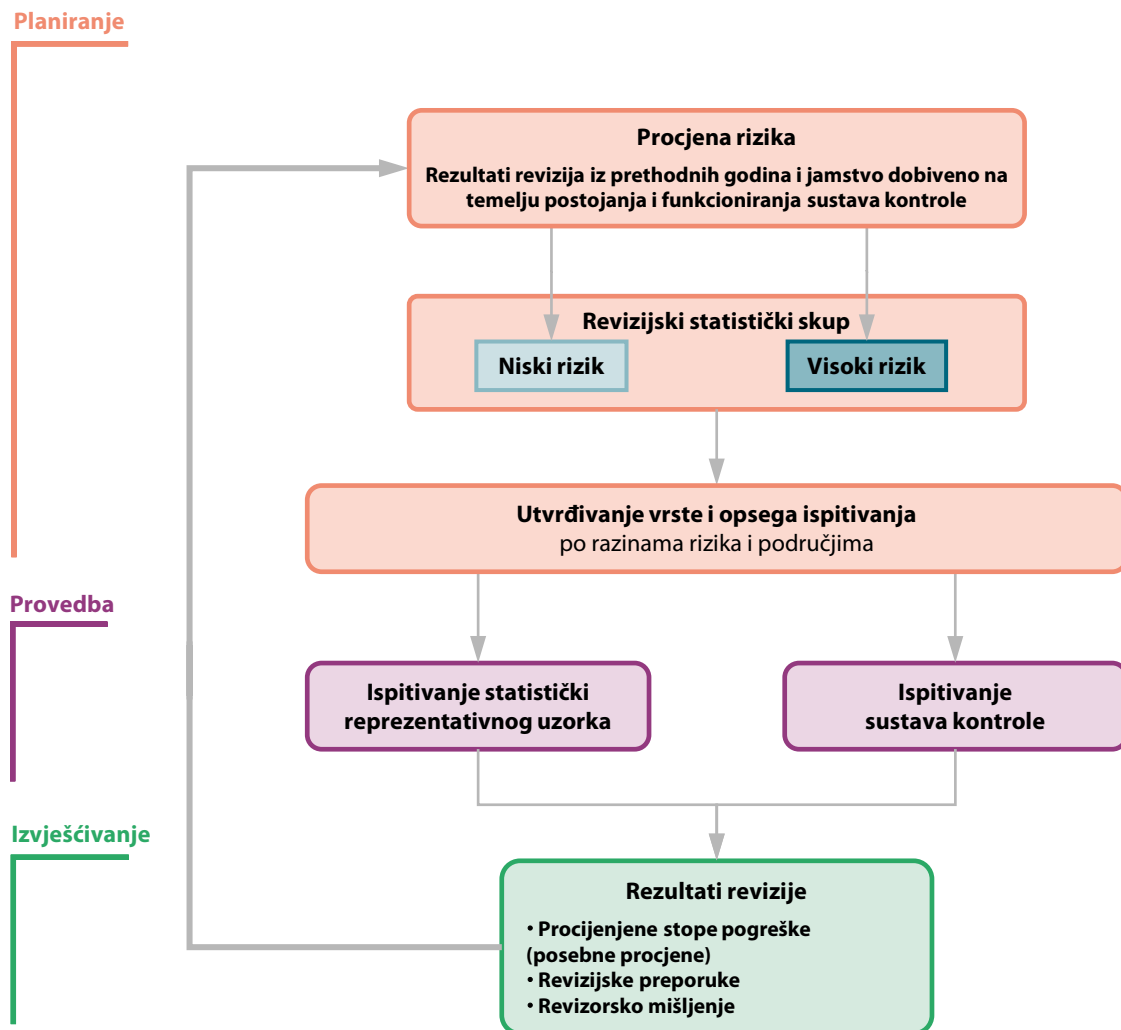 Planiranje
Procjena rizika
Rezultati revizija iz prethodnih godina i jamstvo dobiveno na
temelju postojanja i funkcioniranja sustava kontrole
Revizijski statistički skup
Niski rizik
Visoki rizik
Utvrđivanje vrste i opsega ispitivanja
po razinama rizika i područjima
Provedba
Ispitivanje statistički
reprezentativnog uzorka
Ispitivanje
sustava kontrole
Izvješćivanje
Rezultati revizije
• Procijenjene stope pogreške
(posebne procjene)
• Revizijske preporuke
• Revizorsko mišljenje